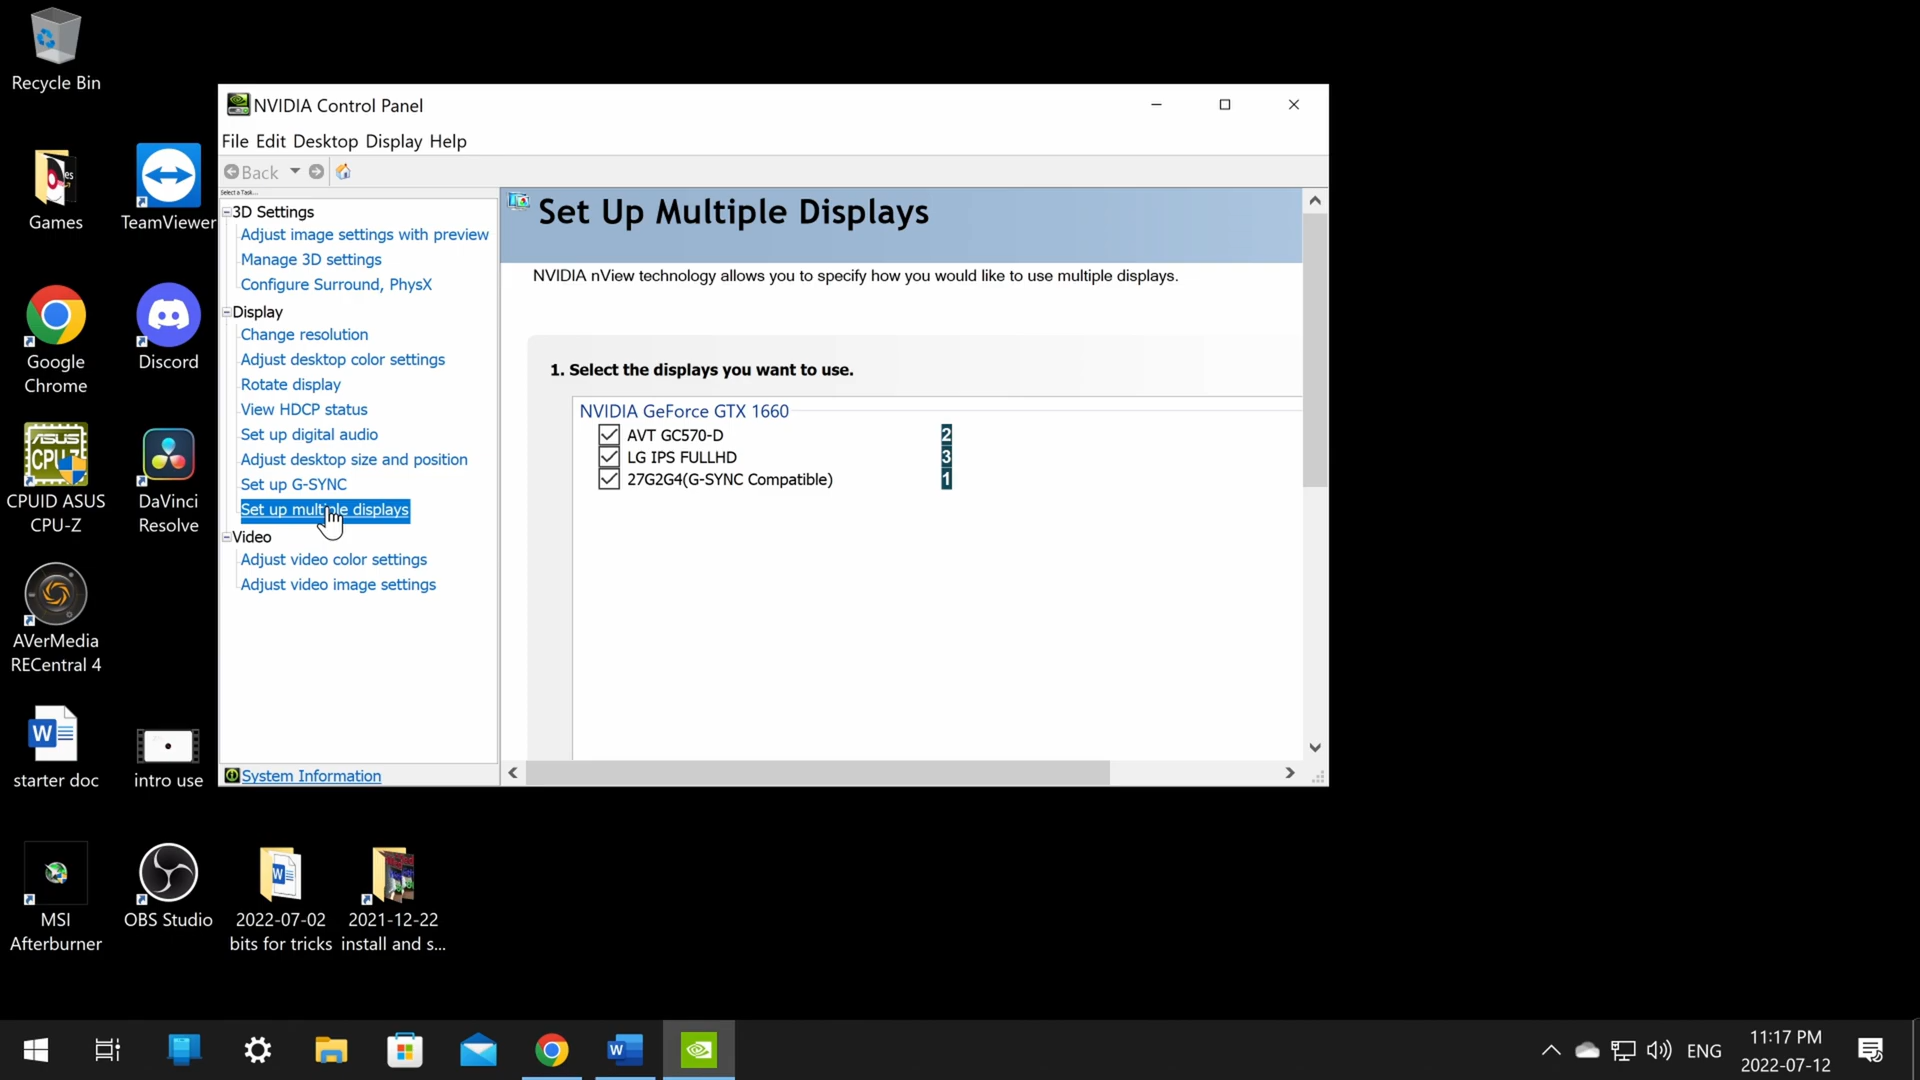 Recycle Bin
Games
TeamViewer
Google
Chrome
Discord
CPUID ASUS
CPU-Z
DaVinci
Resolve
AVerMedia
RECentral 4
starter doc
intro use
MSI
Afterburner
OBS Studio
2022-07-02
bits for tricks
2021-12-22
install and s...
NVIDIA Control Panel
File Edit Desktop Display Help
Back
Select a Task...
3D Settings
Adjust image settings with preview
Manage 3D settings
Configure Surround, PhysX
Display
Change resolution
Adjust desktop color settings
Rotate display
View HDCP status
Set up digital audio
Adjust desktop size and position
Set up G-SYNC
Set up multiple displays
Video
Adjust video color settings
Adjust video image settings
System Information
Set Up Multiple Displays
NVIDIA nView technology allows you to specify how you would like to use multiple displays.
1. Select the displays you want to use.
NVIDIA GeForce GTX 1660
AVT GC570-D 2
LG IPS FULLHD 3
27G2G4(G-SYNC Compatible) 1
ENG
11:17 PM
2022-07-12